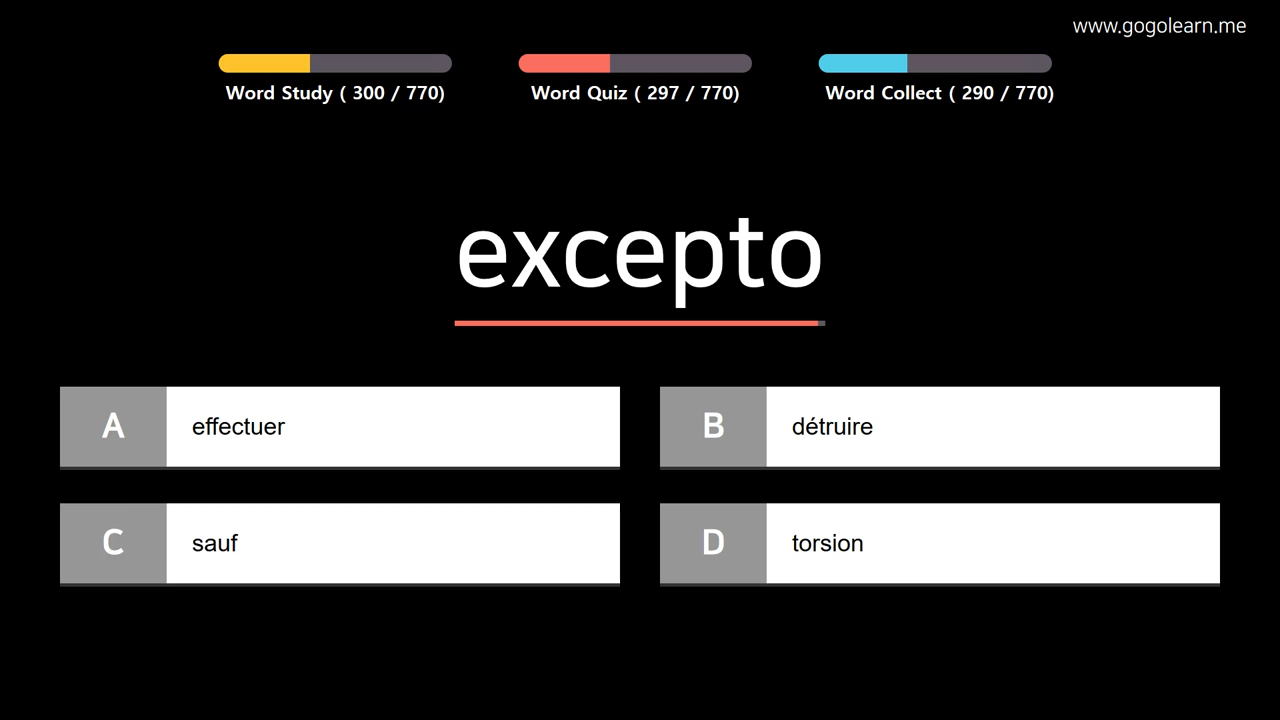 www.gogolearn.me
Word Study ( 300 / 770)
Word Quiz ( 297 / 770)
Word Collect ( 290 / 770)
excepto
A effectuer
B détruire
C sauf
D torsion